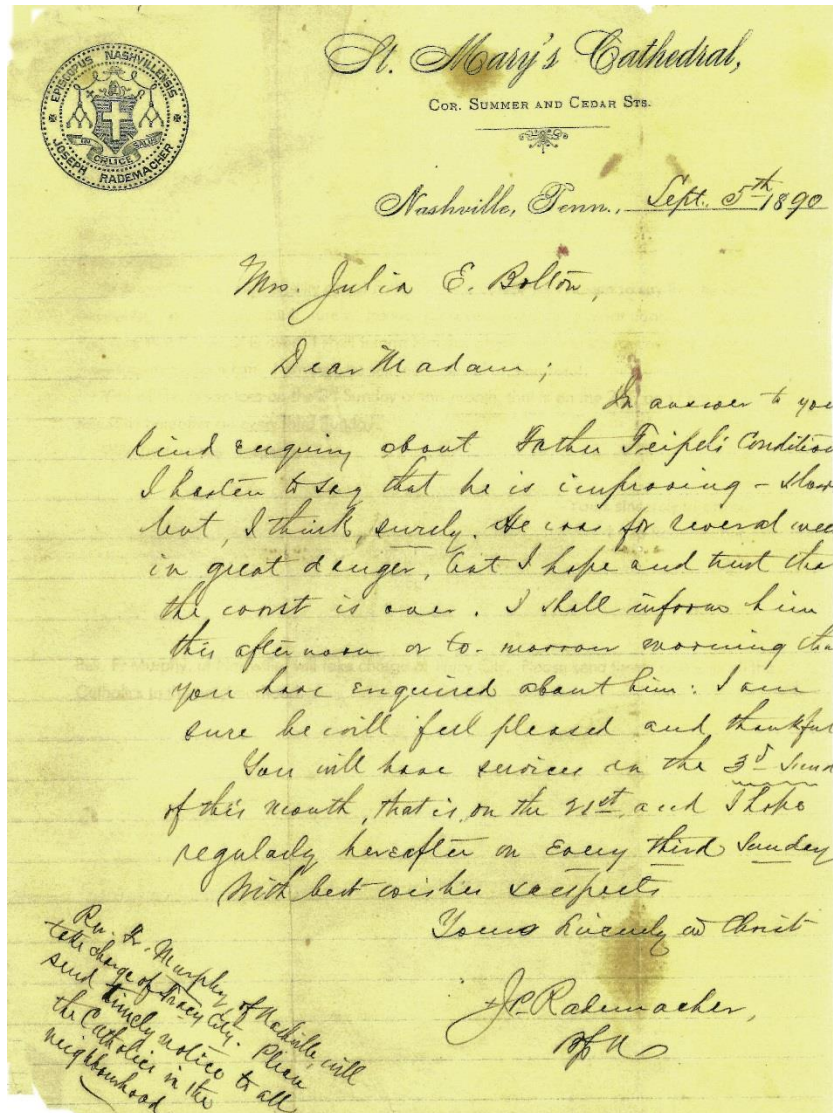 EPISCOPUS NASHVILLENSIS
IN CRUCE SALUS
JOSEPH RADEMACHER
St. Mary's Cathedral,
COR. SUMMER AND CEDAR STS.
Nashville, Tenn., Sept. 5th 1890
Mrs. Julia E. Bolton,
Dear Madam;
In answer to you
kind enquiry about Father Teipel's Condition
I hasten to say that he is improving - slow
but, I think, surely. He was for several wee
in great danger, but I hope and trust tha
the worst is over. I shall inform him
this afternoon or to-morrow morning tha
you have enquired about him: I am
sure he will feel pleased and thankful
You will have services on the 3d Sund
of this month, that is, on the 21st, and I hope
regularly hereafter on every third Sunday
With best wishes & respects
Yours sincerely in Christ
+ J. Rademacher,
Rev. Fr. Murphy of Nashville, will
take charge of Tracy City. Please
send timely notice to all
the Catholics in the
neighbourhood